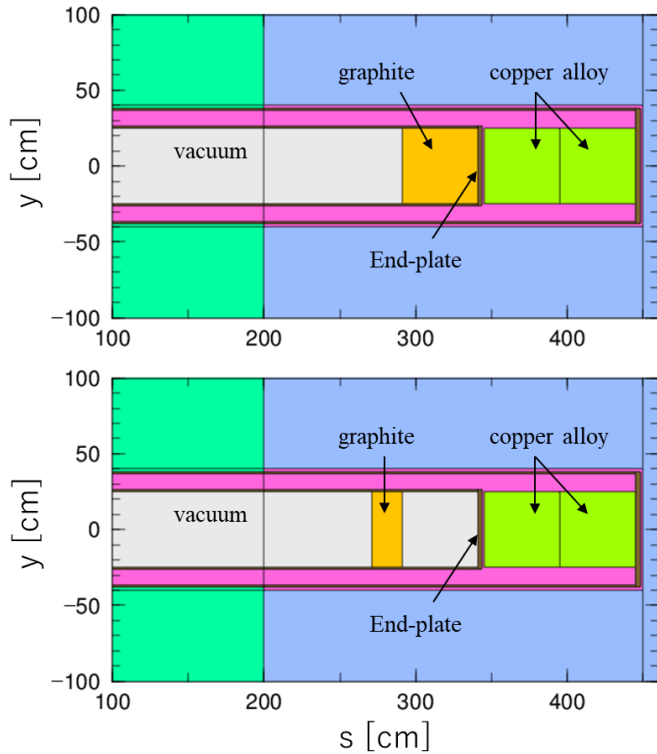 100
50
0
−50
−100
y [cm]
graphite
copper alloy
vacuum
End-plate
100
200
300
400
100
50
0
−50
−100
y [cm]
graphite
copper alloy
vacuum
End-plate
100
200
300
400
s [cm]